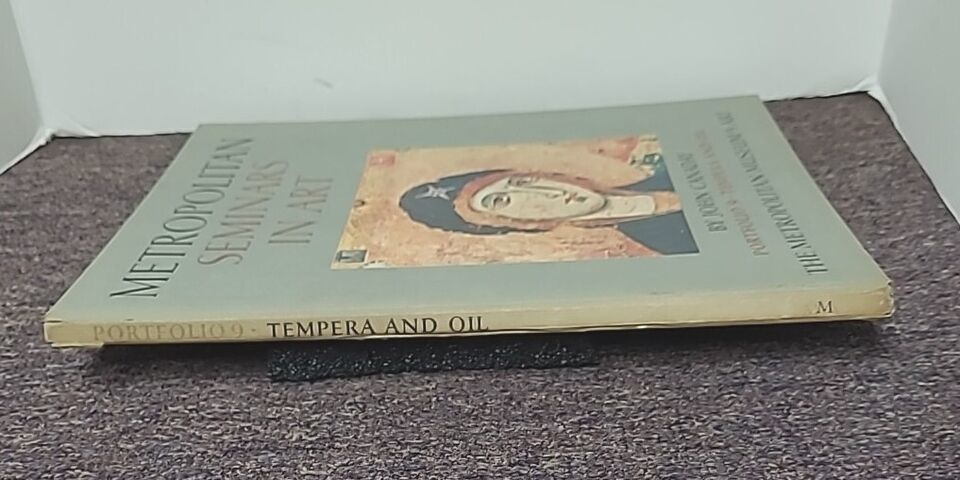 METROPOLITAN
SEMINARS
IN ART
BY JOHN CANADAY
PORTFOLIO 9 · TEMPERA AND OIL
THE METROPOLITAN MUSEUM OF ART
PORTFOLIO 9 · TEMPERA AND OIL
M